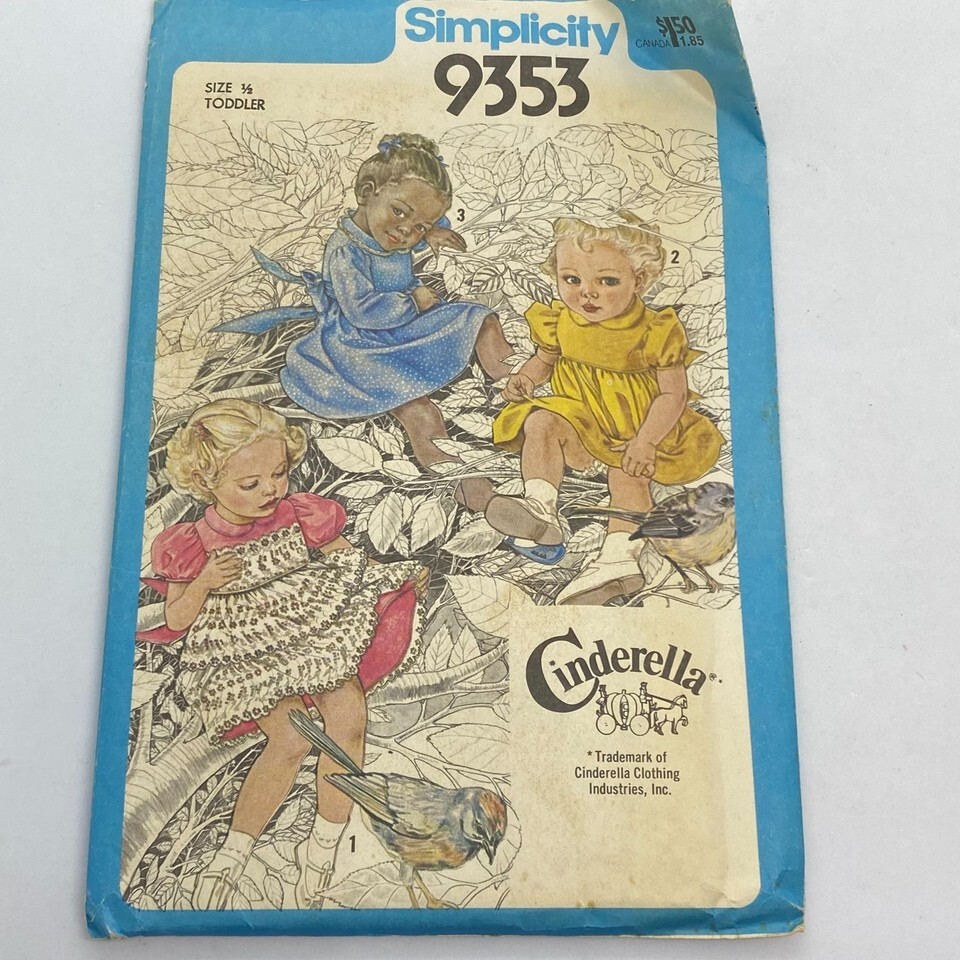 Simplicity
$1.50
CANADA 1.85
9353
SIZE ½
TODDLER
3
2
Cinderella®*
*Trademark of
Cinderella Clothing
Industries, Inc.
1